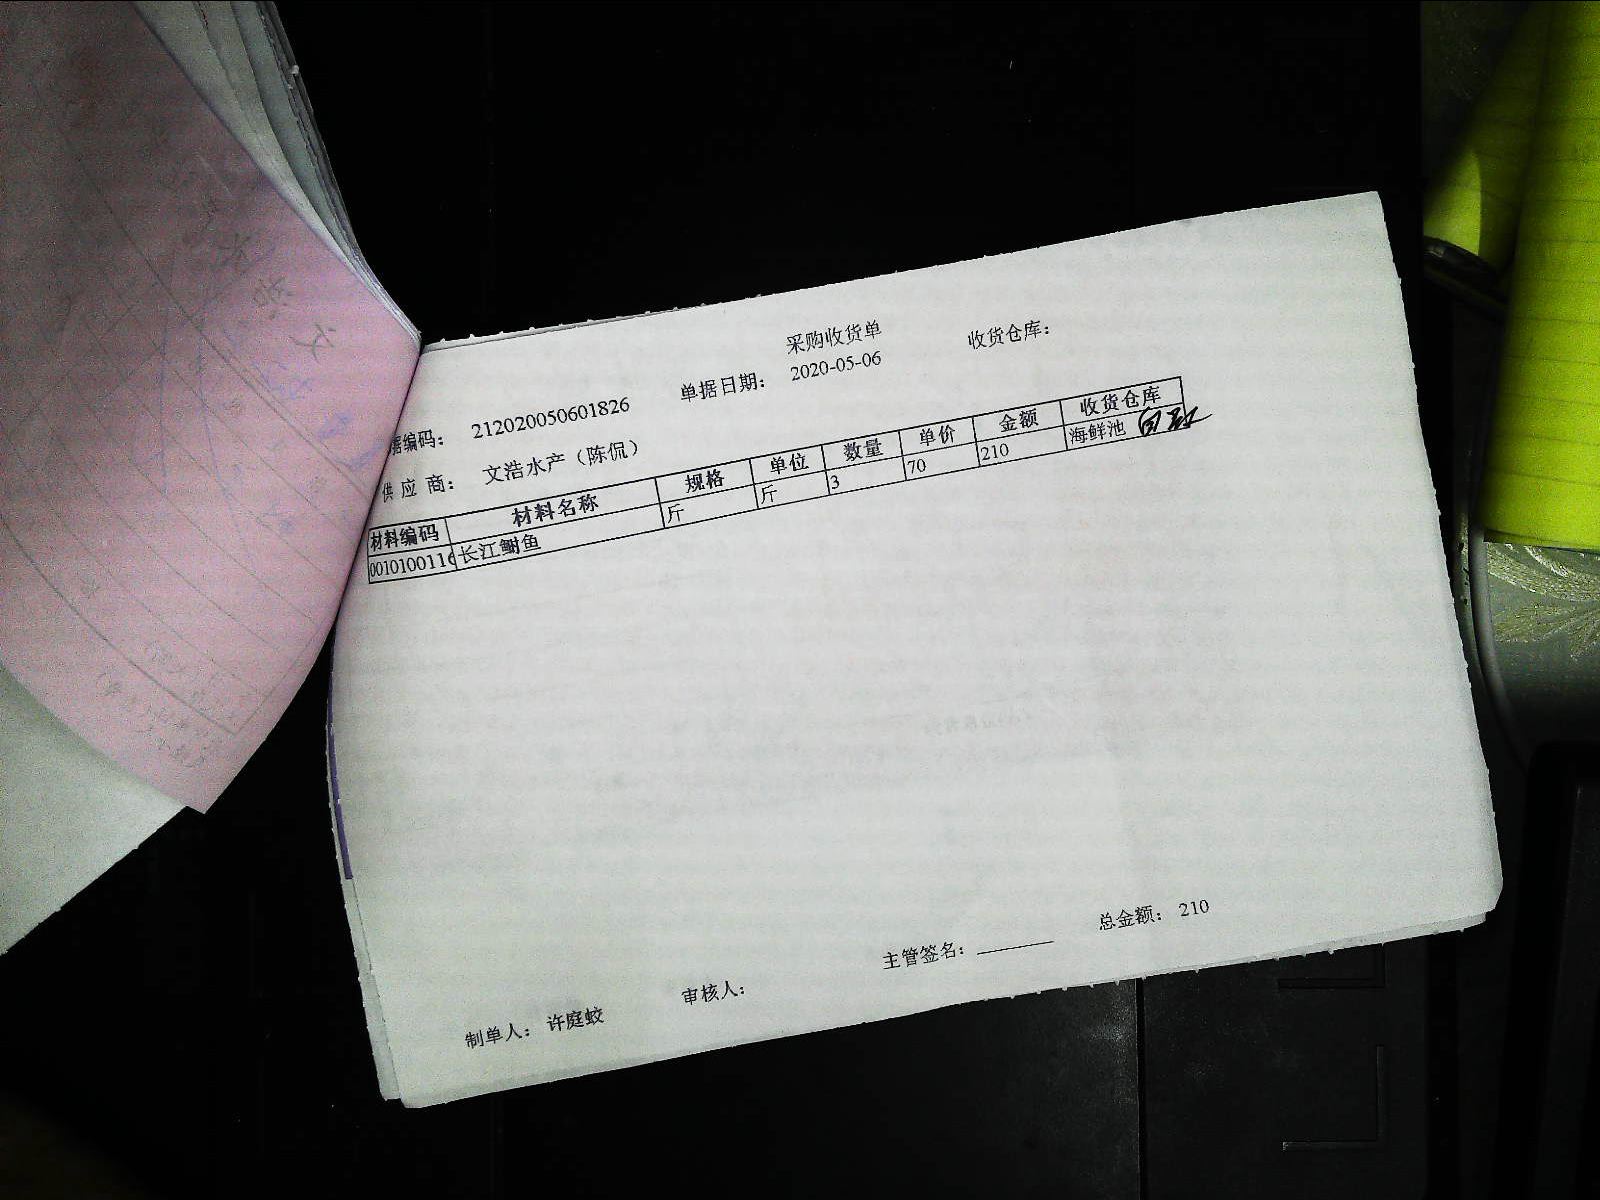 采购收货单
收货仓库：
单据日期： 2020-05-06
据编码： 212020050601826
供应商： 文浩水产（陈侃）
材料编码 材料名称 规格 单位 数量 单价 金额 收货仓库
001010011 长江鮰鱼 斤 斤 3 70 210 海鲜池
总金额： 210
主管签名：
审核人：
制单人： 许庭蛟